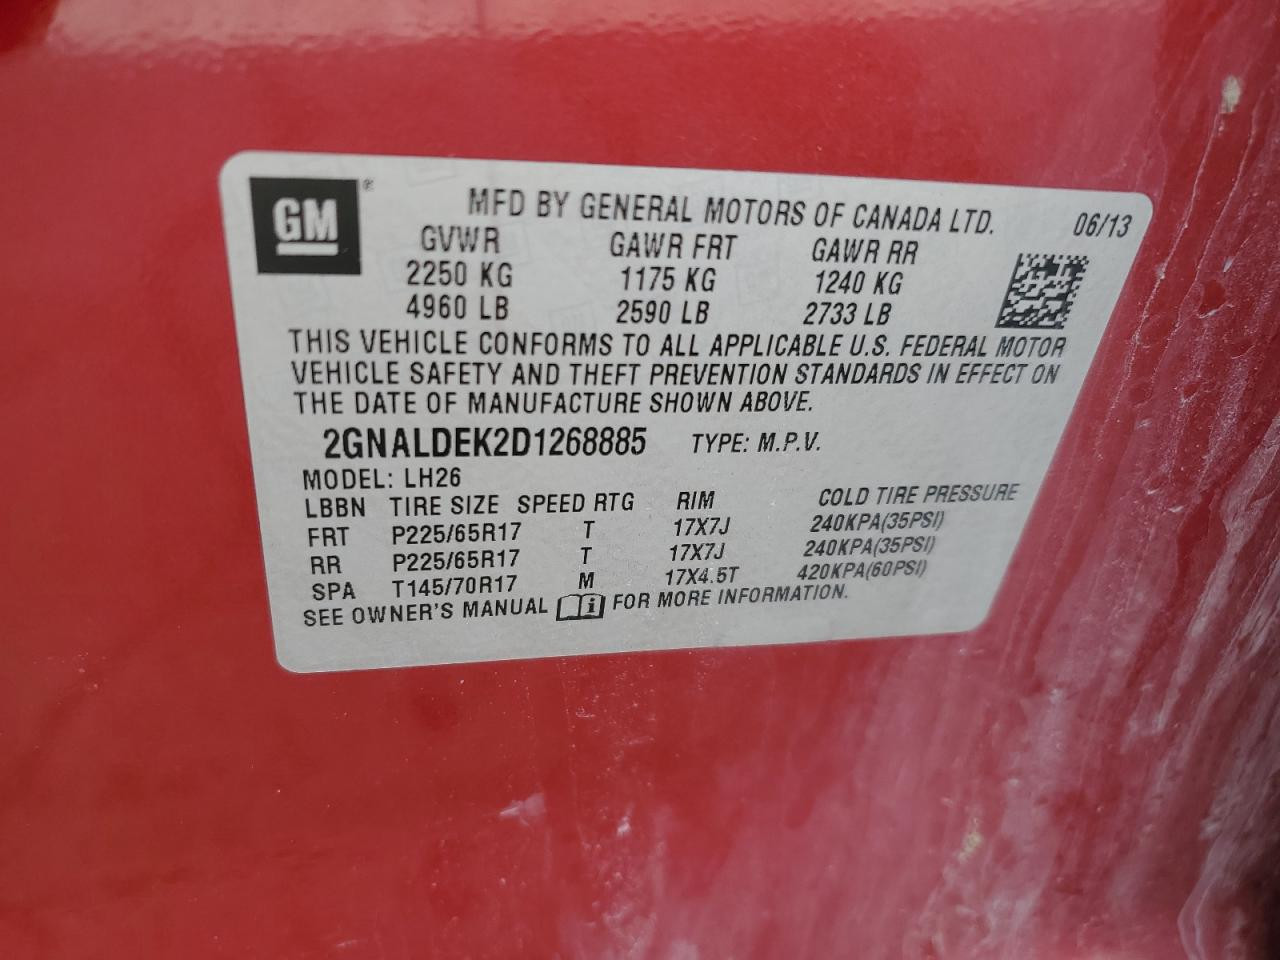 GM ®
MFD BY GENERAL MOTORS OF CANADA LTD. 06/13
GVWR GAWR FRT GAWR RR
2250 KG 1175 KG 1240 KG
4960 LB 2590 LB 2733 LB
THIS VEHICLE CONFORMS TO ALL APPLICABLE U.S. FEDERAL MOTOR
VEHICLE SAFETY AND THEFT PREVENTION STANDARDS IN EFFECT ON
THE DATE OF MANUFACTURE SHOWN ABOVE.
2GNALDEK2D1268885 TYPE: M.P.V.
MODEL: LH26
LBBN TIRE SIZE SPEED RTG RIM COLD TIRE PRESSURE
FRT P225/65R17 T 17X7J 240KPA(35PSI)
RR P225/65R17 T 17X7J 240KPA(35PSI)
SPA T145/70R17 M 17X4.5T 420KPA(60PSI)
SEE OWNER'S MANUAL i FOR MORE INFORMATION.